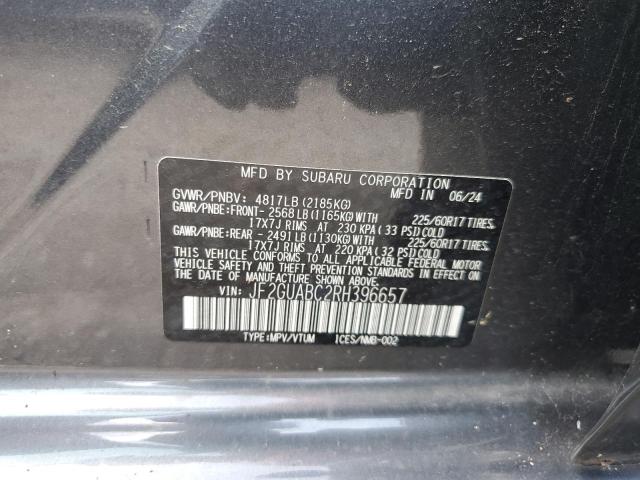 MFD BY SUBARU CORPORATION
MFD IN 06/24
GVWR/PNBV: 4817LB (2185KG)
GAWR/PNBE:FRONT- 2568LB (1165KG) WITH 225/60R17 TIRES,
17X7J RIMS AT 230 KPA (33 PSI) COLD
GAWR/PNBE:REAR - 2491LB (1130KG) WITH 225/60R17 TIRES,
17X7J RIMS AT 220 KPA (32 PSI) COLD
THIS VEHICLE CONFORMS TO ALL APPLICABLE FEDERAL MOTOR
VEHICLE SAFETY AND THEFT PREVENTION STANDARDS IN EFFECT
ON THE DATE OF MANUFACTURE SHOWN ABOVE.
VIN: JF2GUABC2RH396657
TYPE:MPV/VTUM ICES/NMB-002